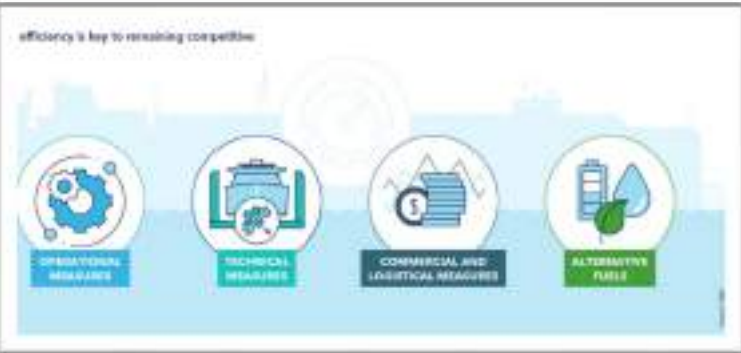 efficiency is key to remaining competitive
OPERATIONAL
MEASURES
TECHNICAL
MEASURES
COMMERCIAL AND
LOGISTICAL MEASURES
ALTERNATIVE
FUELS
$